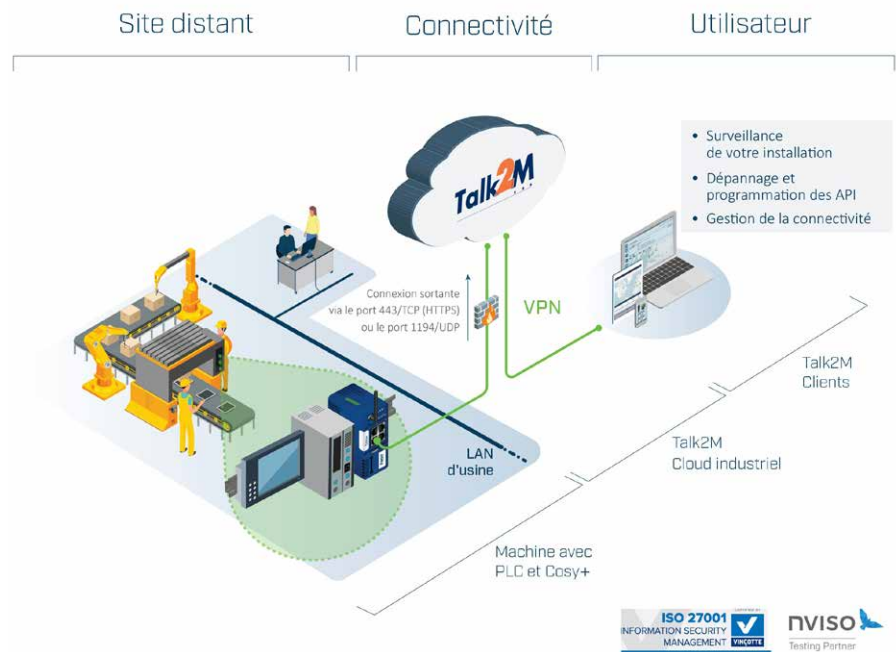 Site distant
Connectivité
Utilisateur
• Surveillance
de votre installation
• Dépannage et
programmation des API
• Gestion de la connectivité
Talk2M
Connexion sortante
via le port 443/TCP (HTTPS)
ou le port 1194/UDP
VPN
LAN
d'usine
Talk2M
Clients
Talk2M
Cloud industriel
Machine avec
PLC et Cosy+
ISO 27001
INFORMATION SECURITY
MANAGEMENT
VINÇOTTE
nviso
Testing Partner